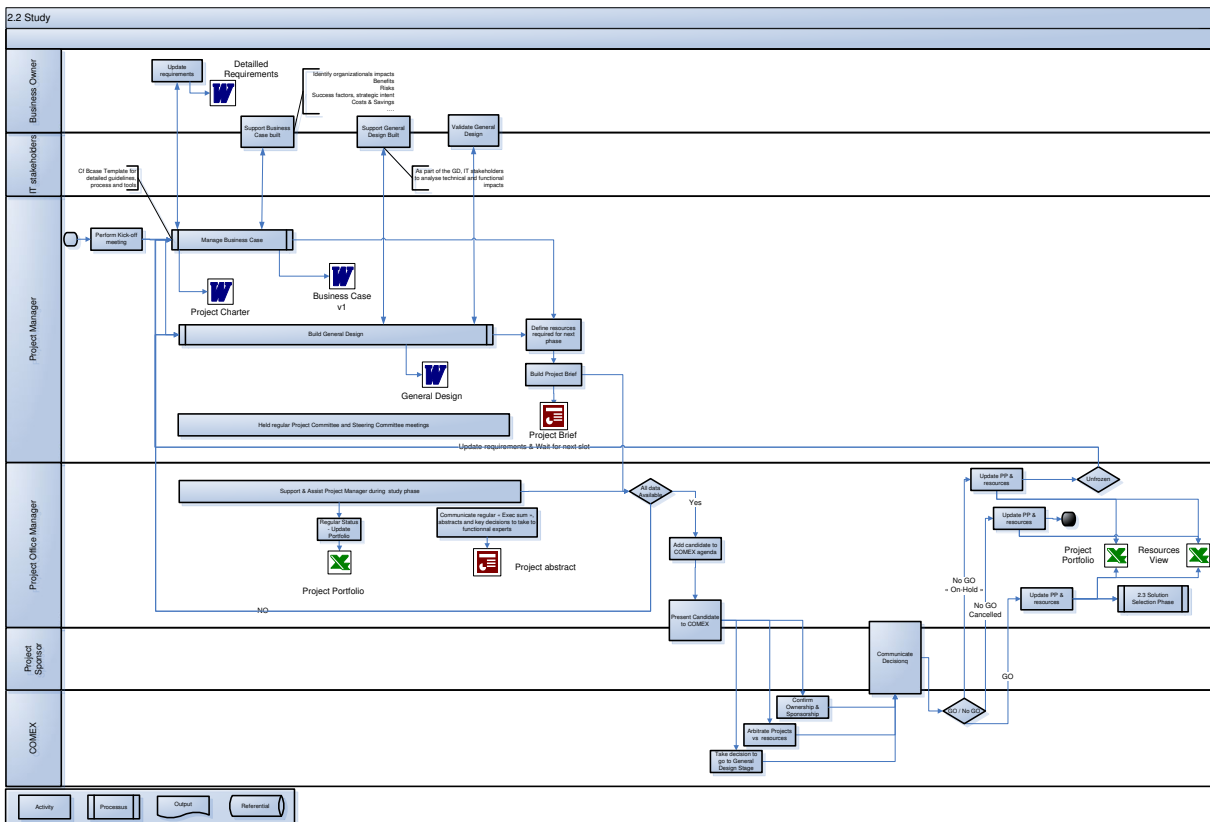 2.2 Study
Business Owner
Update
requirements
Detailled
Requirements
Identify organizationals impacts
Benefits
Risks
Success factors, strategic intent
Costs & Savings
....
Support Business
Case built
Support General
Design Built
Validate General
Design
IT stakeholders
Cf Bcase Template for
detailed guidelines,
process and tools
As part of the GD, IT stakeholders
to analyse technical and functional
impacts
Project Manager
Perform Kick-off
meeting
Manage Business Case
Project Charter
Business Case
v1
Build General Design
Define resources
required for next
phase
General Design
Build Project Brief
Project Brief
Held regular Project Committee and Steering Committee meetings
Update requirements & Wait for next slot
Project Office Manager
Support & Assist Project Manager during study phase
All data
Available
Yes
Regular Status
- Update
Portfolio
Project Portfolio
Communicate regular « Exec sum »,
abstracts and key decisions to take to
functionnal experts
Project abstract
Add candidate to
COMEX agenda
NO
Present Candidate
to COMEX
Update PP &
resources
Unfrozen
Update PP &
resources
Project
Portfolio
Resources
View
No GO
« On-Hold »
No GO
Cancelled
Update PP &
resources
2.3 Solution
Selection Phase
GO
Project
Sponsor
Communicate
Decisionq
COMEX
Confirm
Ownership &
Sponsorship
Arbitrate Projects
vs resources
Take decision to
go to General
Design Stage
GO / No GO
Activity
Processus
Output
Referential